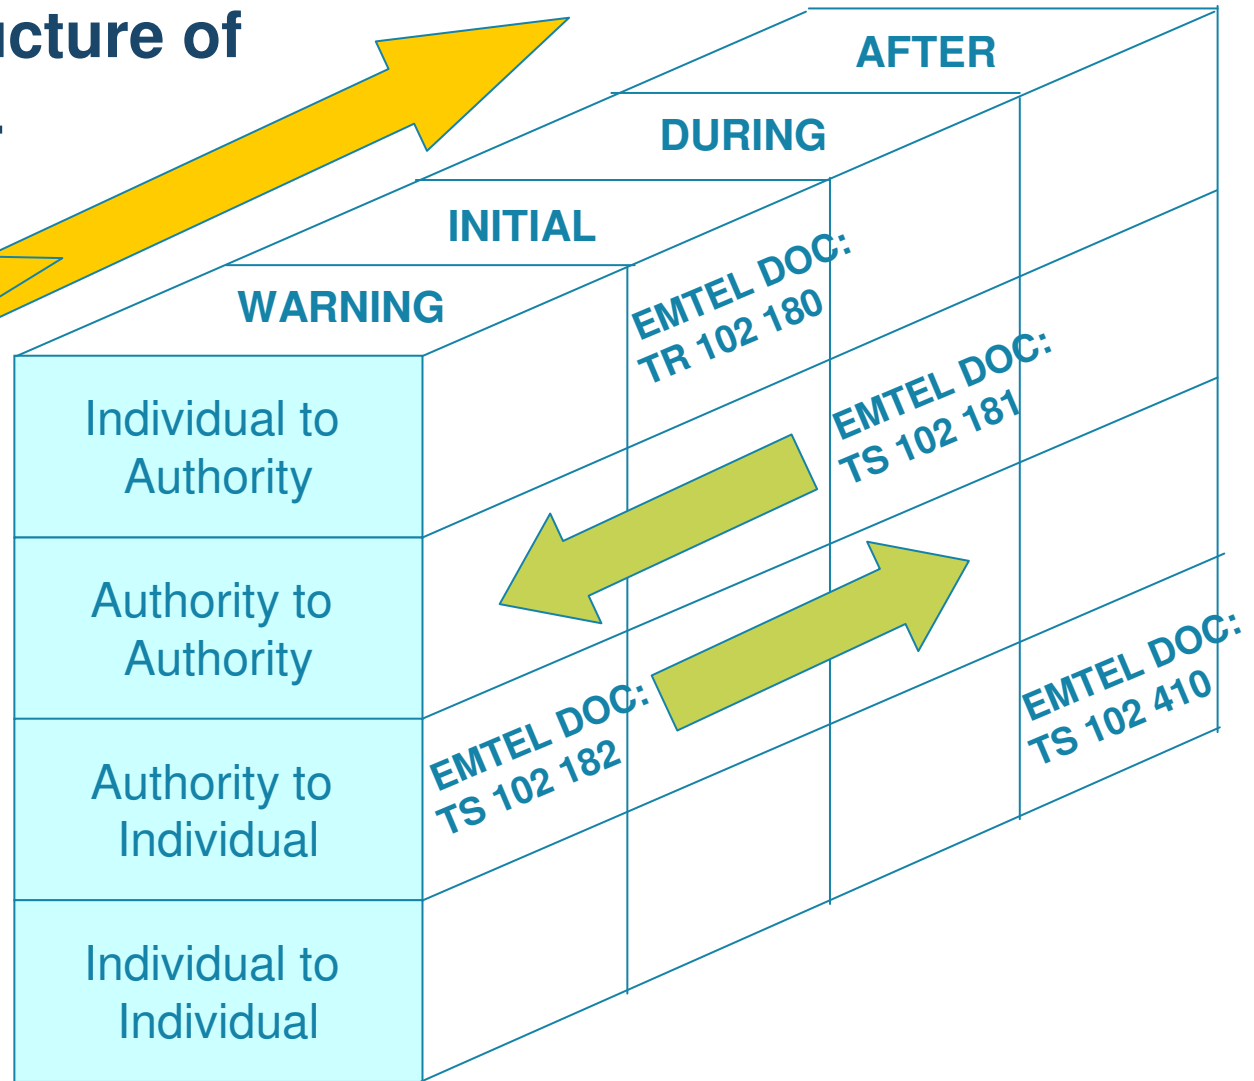 ucture of
AFTER
DURING
INITIAL
WARNING
EMTEL DOC:
TR 102 180
EMTEL DOC:
TS 102 181
EMTEL DOC:
TS 102 182
EMTEL DOC:
TS 102 410
Individual to
Authority
Authority to
Authority
Authority to
Individual
Individual to
Individual